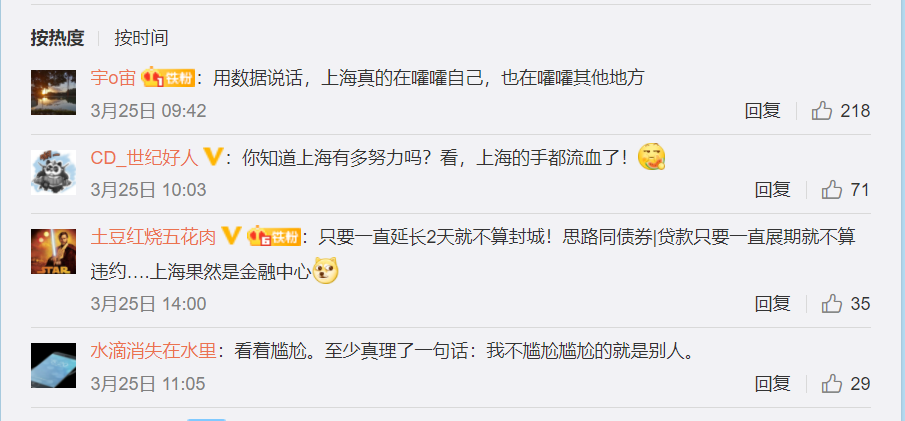 按热度 按时间
宇o宙 1铁粉：用数据说话，上海真的在嚯嚯自己，也在嚯嚯其他地方
3月25日 09:42 回复 218
CD_世纪好人：你知道上海有多努力吗？看，上海的手都流血了！
3月25日 10:03 回复 71
土豆红烧五花肉 6铁粉：只要一直延长2天就不算封城！思路同债券|贷款只要一直展期就不算
违约….上海果然是金融中心
3月25日 14:00 回复 35
水滴消失在水里：看着尴尬。至少真理了一句话：我不尴尬尴尬的就是别人。
3月25日 11:05 回复 29